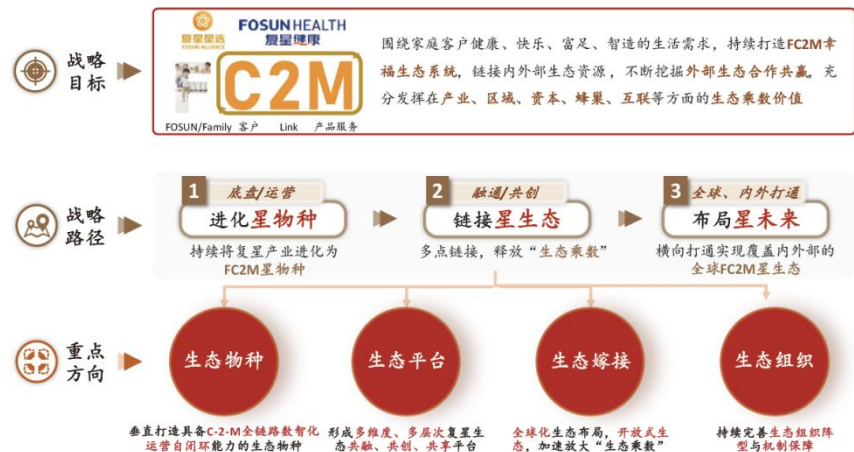 复星星选
FOSUN ALLIANCE
FOSUN HEALTH
复星健康
FC2M
FOSUN/Family 客户 Link 产品服务
战略
目标
围绕家庭客户健康、快乐、富足、智造的生活需求，持续打造FC2M幸
福生态系统，链接内外部生态资源，不断挖掘外部生态合作共赢，充
分发挥在产业、区域、资本、蜂巢、互联等方面的生态乘数价值
战略
路径
1 底盘/运营
进化星物种
持续将复星产业进化为
FC2M星物种
2 融通/共创
链接星生态
多点链接，释放“生态乘数”
3 全球、内外打通
布局星未来
横向打通实现覆盖内外部的
全球FC2M星生态
重点
方向
生态物种
垂直打造具备C-2-M全链路数智化
运营自闭环能力的生态物种
生态平台
形成多维度、多层次复星生
态共融、共创、共享平台
生态嫁接
全球化生态布局，开放式生
态，加速放大“生态乘数”
生态组织
持续完善生态组织阵
型与机制保障